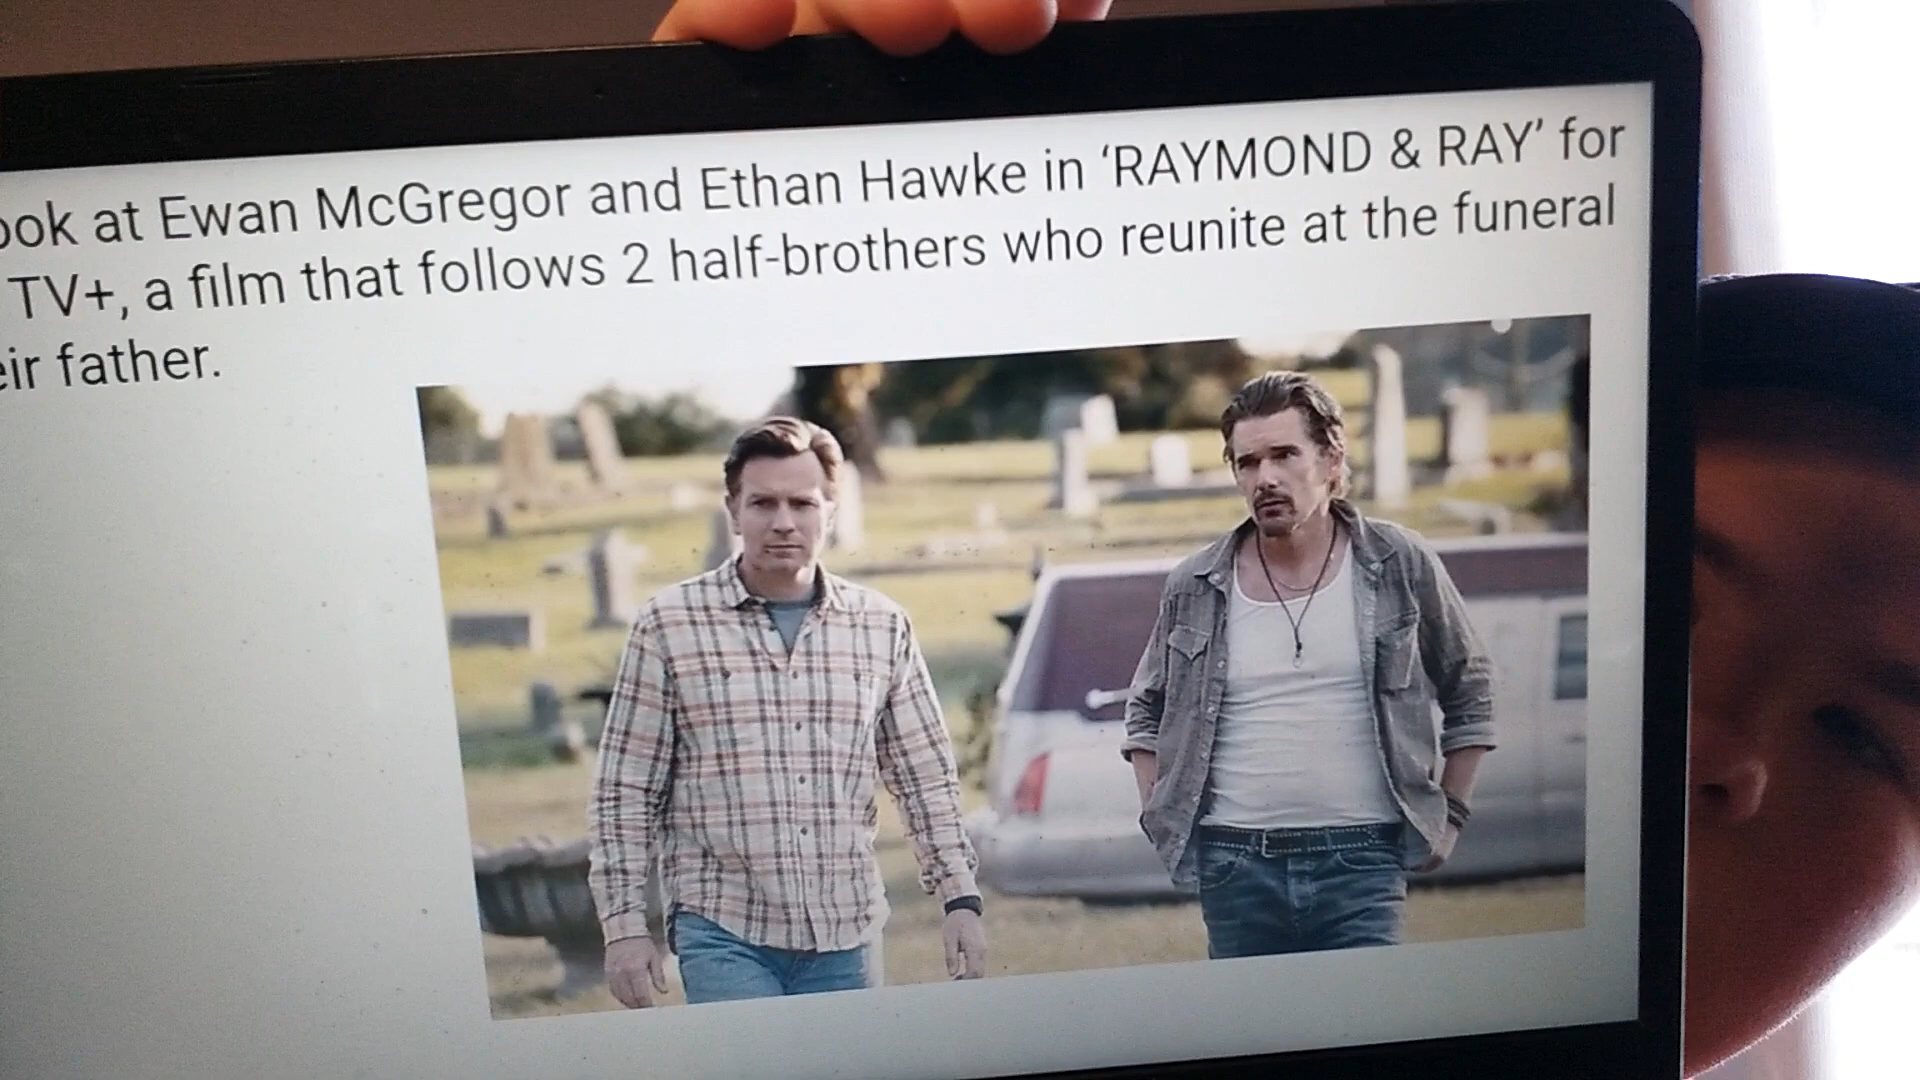 ook at Ewan McGregor and Ethan Hawke in ‘RAYMOND & RAY’ for
TV+, a film that follows 2 half-brothers who reunite at the funeral
eir father.